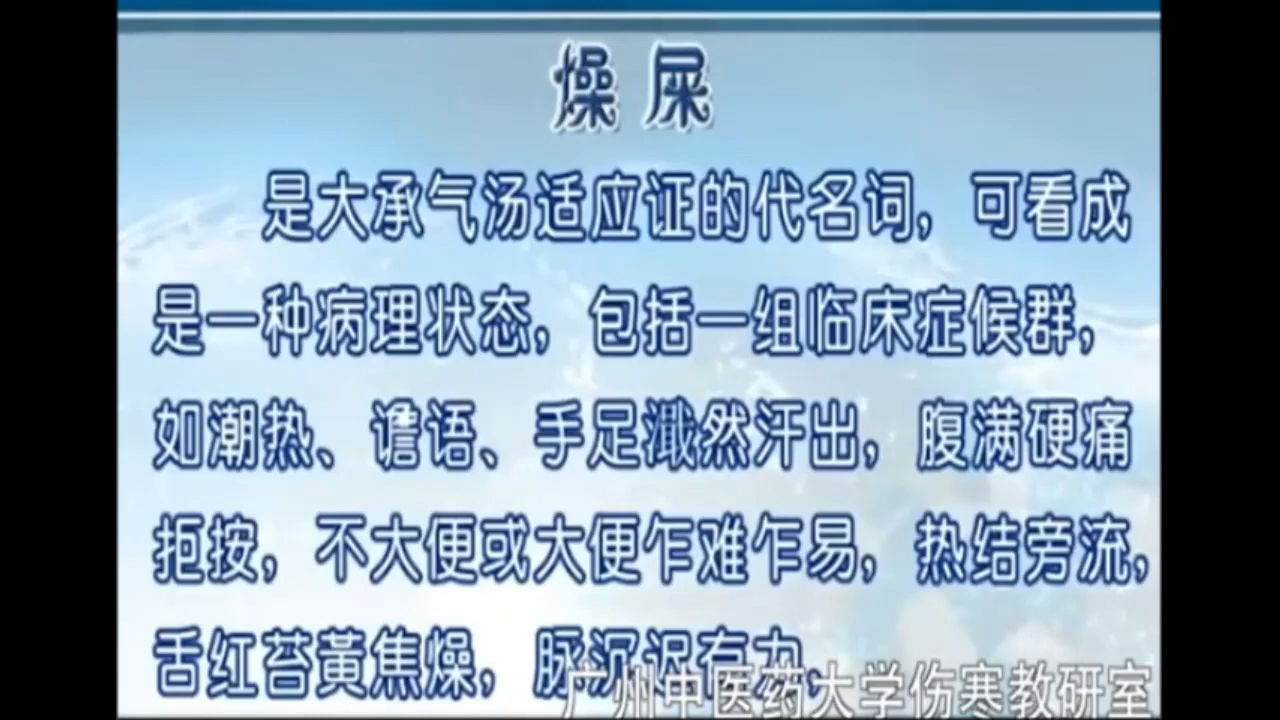 燥屎
是大承气汤适应证的代名词，可看成
是一种病理状态，包括一组临床症候群，
如潮热、谵语、手足濈然汗出，腹满硬痛
拒按，不大便或大便乍难乍易，热结旁流，
舌红苔黄焦燥，脉沉迟有力。
广州中医药大学伤寒教研室